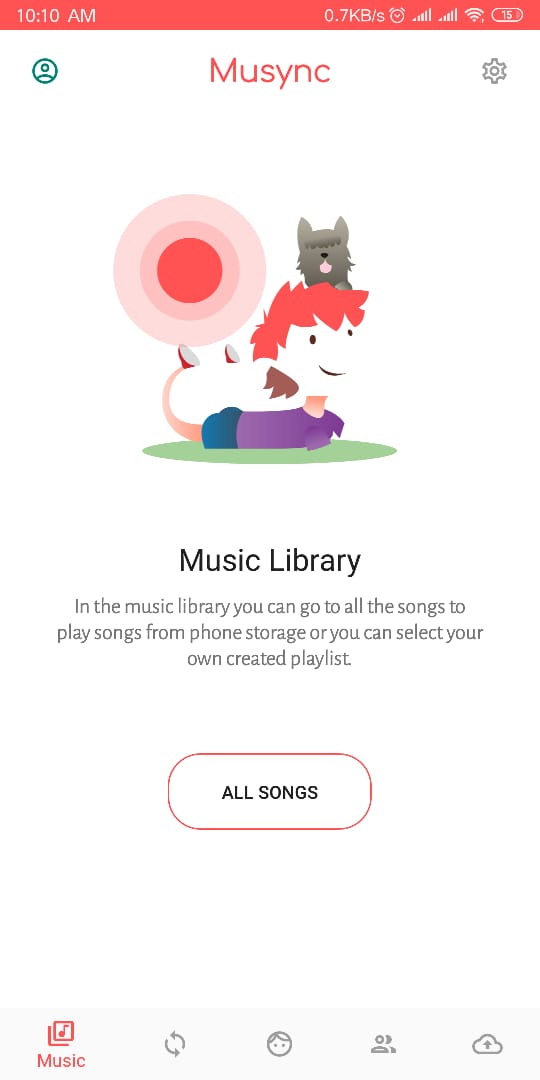 10:10 AM
0.7KB/s
15
Musync
Music Library
In the music library you can go to all the songs to
play songs from phone storage or you can select your
own created playlist.
ALL SONGS
Music